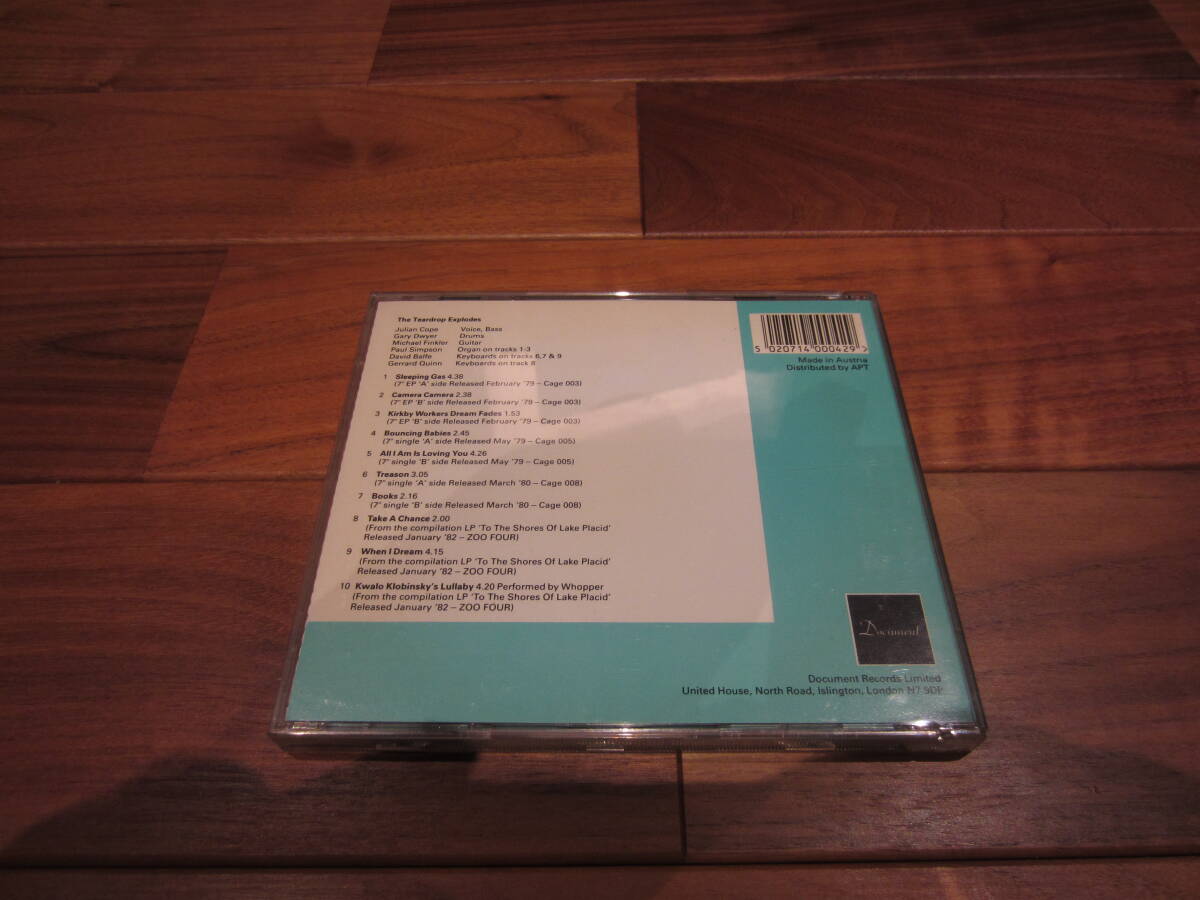 The Teardrop Explodes
Julian Cope Voice, Bass
Gary Dwyer Drums
Michael Finkler Guitar
Paul Simpson Organ on tracks 1-3
David Balfe Keyboards on tracks 6,7 & 9
Gerrard Quinn Keyboards on track 8
1 Sleeping Gas 4.38
(7" EP 'A' side Released February '79 – Cage 003)
2 Camera Camera 2.38
(7" EP 'B' side Released February '79 – Cage 003)
3 Kirkby Workers Dream Fades 1.53
(7" EP 'B' side Released February '79 – Cage 003)
4 Bouncing Babies 2.45
(7" single 'A' side Released May '79 – Cage 005)
5 All I Am Is Loving You 4.26
(7" single 'B' side Released May '79 – Cage 005)
6 Treason 3.05
(7" single 'A' side Released March '80 – Cage 008)
7 Books 2.16
(7" single 'B' side Released March '80 – Cage 008)
8 Take A Chance 2.00
(From the compilation LP 'To The Shores Of Lake Placid'
Released January '82 – ZOO FOUR)
9 When I Dream 4.15
(From the compilation LP 'To The Shores Of Lake Placid'
Released January '82 – ZOO FOUR)
10 Kwalo Klobinsky's Lullaby 4.20 Performed by Whopper
(From the compilation LP 'To The Shores Of Lake Placid'
Released January '82 – ZOO FOUR)
5 020714 000429 >
Made in Austria
Distributed by APT
Document
Document Records Limited
United House, North Road, Islington, London N7 9DP